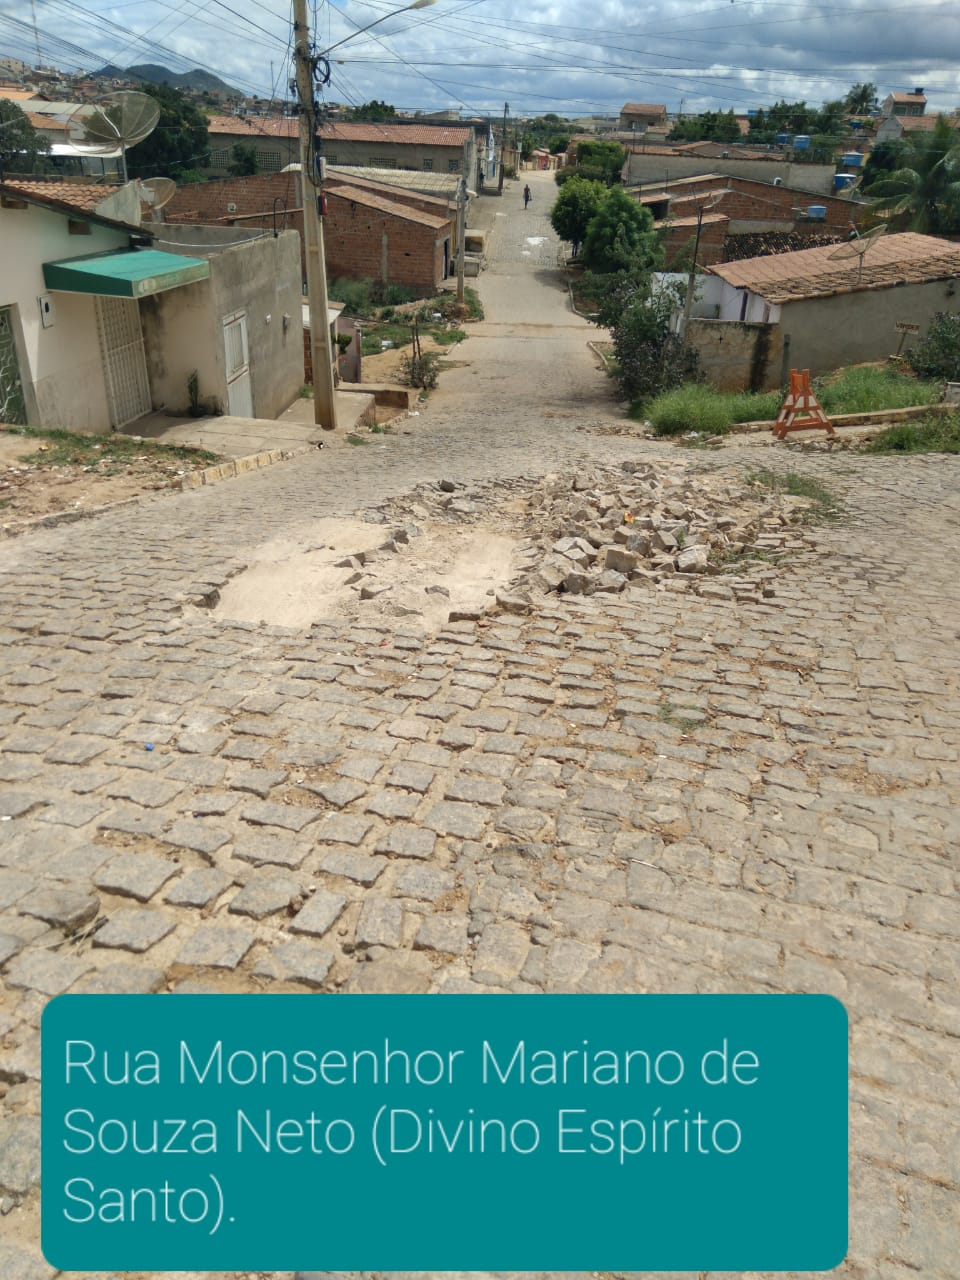 Rua Monsenhor Mariano de
Souza Neto (Divino Espírito
Santo).